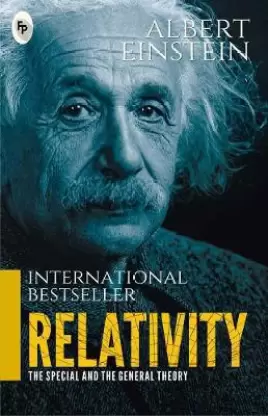 Fp
ALBERT
EINSTEIN
INTERNATIONAL
BESTSELLER
RELATIVITY
THE SPECIAL AND THE GENERAL THEORY